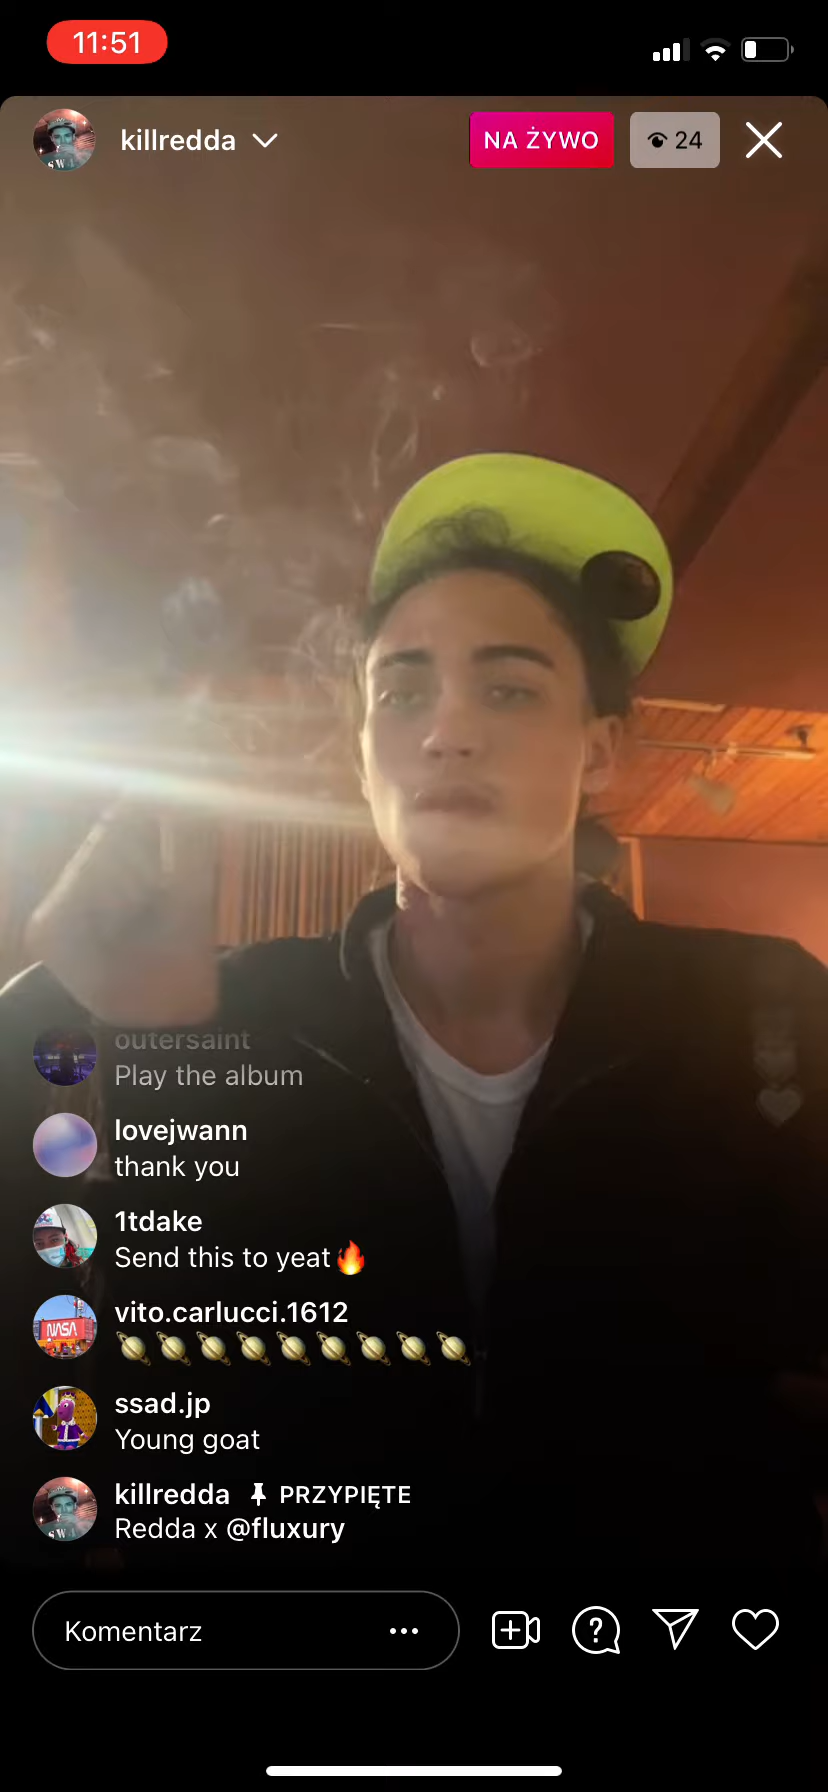 11:51
killredda
NA ŻYWO
24
outersaint
Play the album
lovejwann
thank you
1tdake
Send this to yeat🔥
vito.carlucci.1612
🪐🪐🪐🪐🪐🪐🪐🪐🪐
NASA
ssad.jp
Young goat
killredda PRZYPIĘTE
Redda x @fluxury
Komentarz